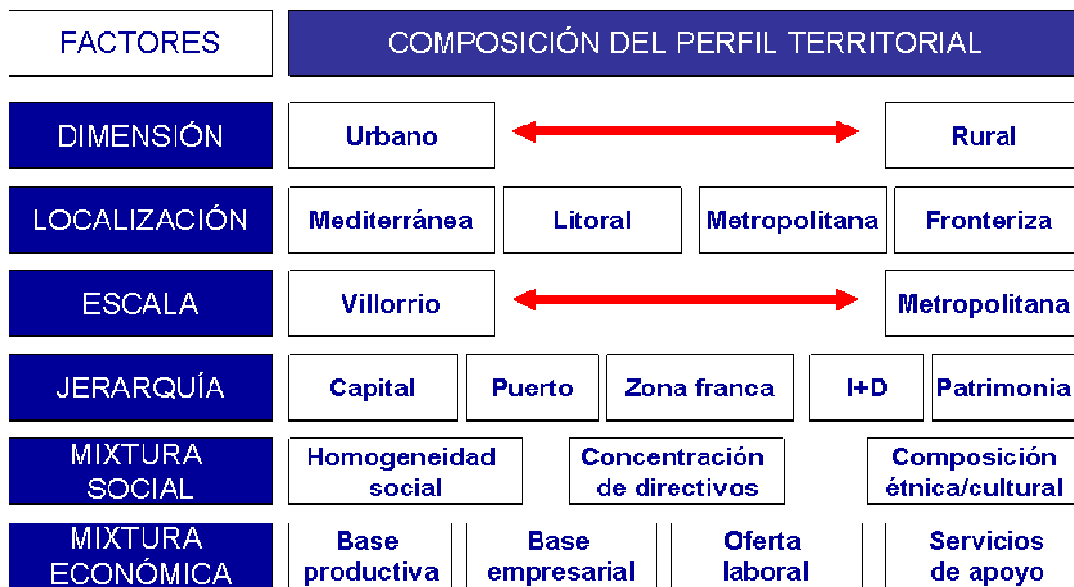 FACTORES
COMPOSICIÓN DEL PERFIL TERRITORIAL
DIMENSIÓN
Urbano
Rural
LOCALIZACIÓN
Mediterránea
Litoral
Metropolitana
Fronteriza
ESCALA
Villorrio
Metropolitana
JERARQUÍA
Capital
Puerto
Zona franca
I+D
Patrimonia
MIXTURA
SOCIAL
Homogeneidad
social
Concentración
de directivos
Composición
étnica/cultural
MIXTURA
ECONÓMICA
Base
productiva
Base
empresarial
Oferta
laboral
Servicios
de apoyo